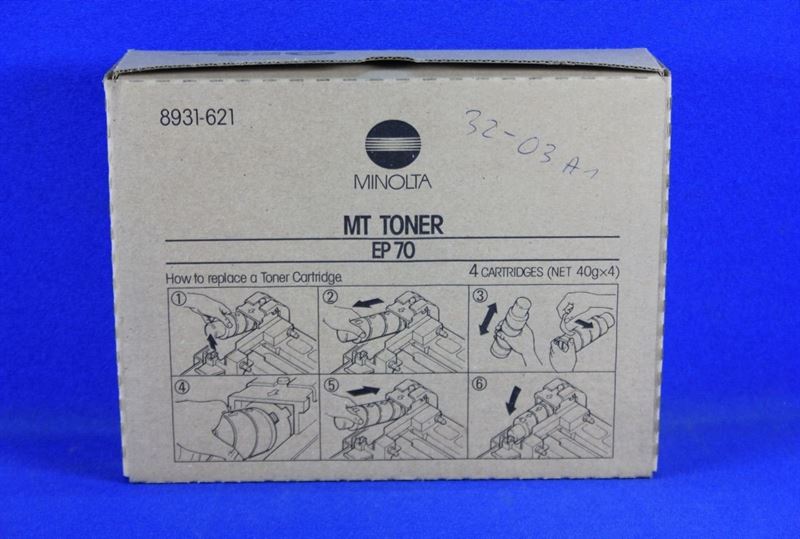 8931-621
32-03 A1
MINOLTA
MT TONER
EP 70
How to replace a Toner Cartridge.
4 CARTRIDGES (NET 40g×4)
①
②
③
④
⑤
⑥